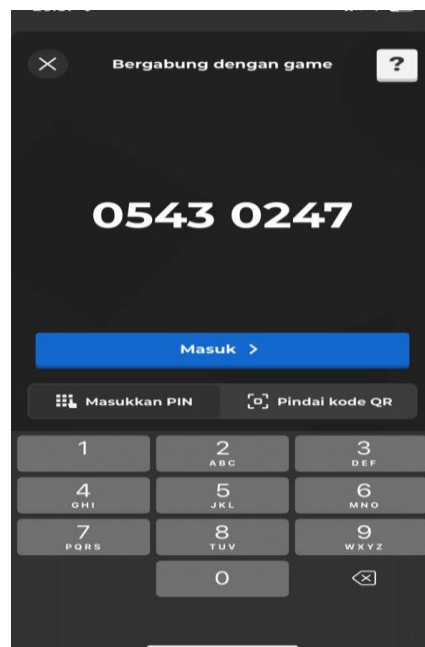 Bergabung dengan game
?
0543 0247
Masuk >
Masukkan PIN
Pindai kode QR
1
2
ABC
3
DEF
4
GHI
5
JKL
6
MNO
7
PQRS
8
TUV
9
WXYZ
0